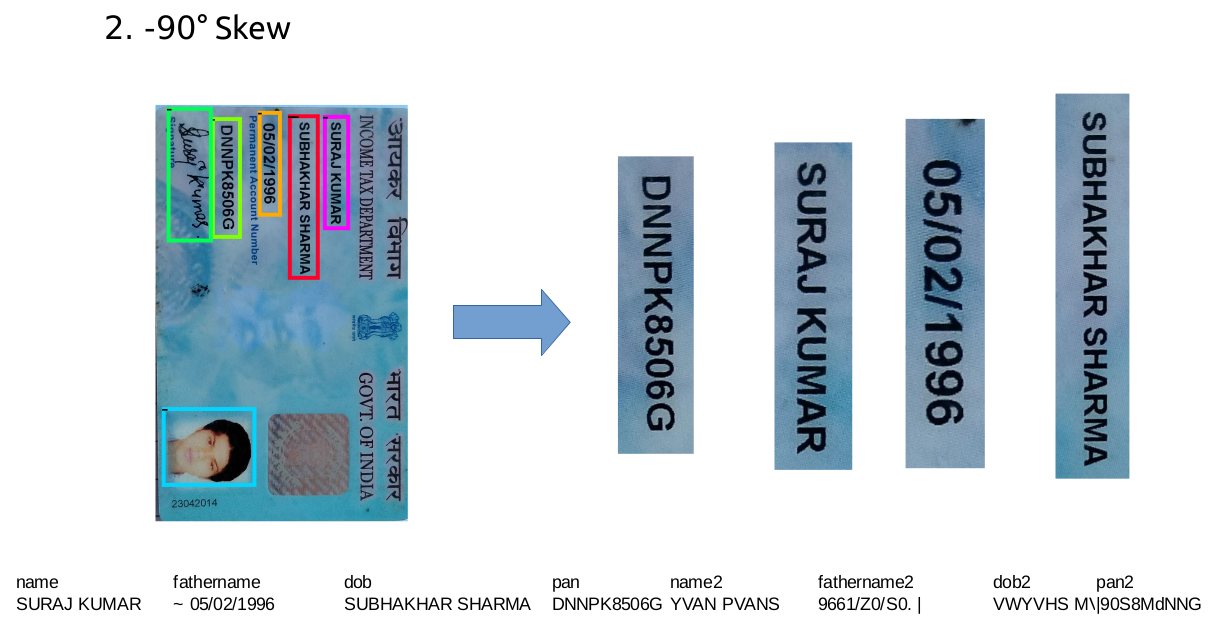 2. -90° Skew
आयकर विभाग भारत सरकार
INCOME TAX DEPARTMENT GOVT. OF INDIA
SURAJ KUMAR
SUBHAKHAR SHARMA
05/02/1996
Permanent Account Number
DNNPK8506G
Suraj Kumar.
Signature
23042014
DNNPK8506G
SURAJ KUMAR
05/02/1996
SUBHAKHAR SHARMA
name fathername dob pan name2 fathername2 dob2 pan2
SURAJ KUMAR ~ 05/02/1996 SUBHAKHAR SHARMA DNNPK8506G YVAN PVANS 9661/Z0/S0. | VWYVHS M\|90S8MdNNG